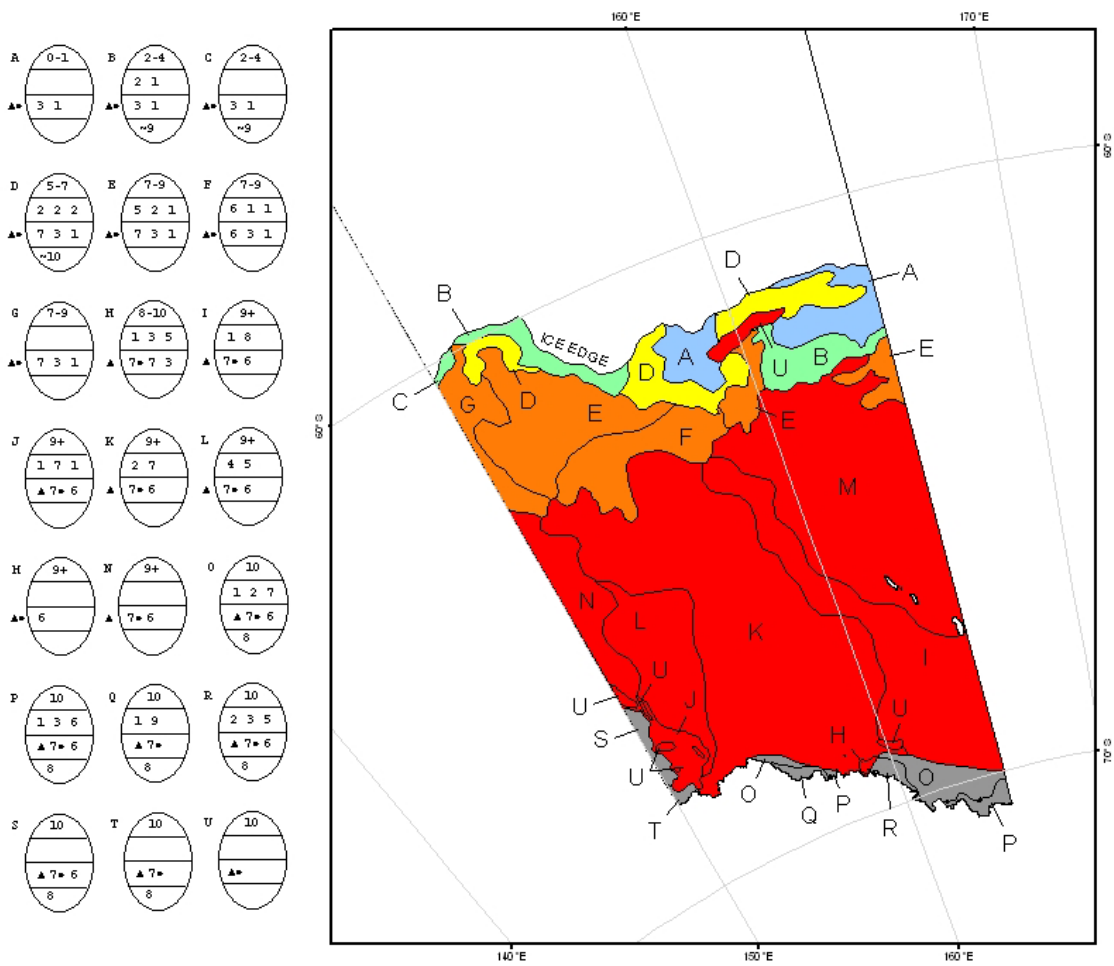 160°E 170°E
A 0-1 B 2-4 C 2-4
2 1
▲• 3 1 ▲• 3 1 ▲• 3 1
~9 ~9
D 5-7 E 7-9 F 7-9
2 2 2 5 2 1 6 1 1
▲• 7 3 1 ▲• 7 3 1 ▲• 6 3 1
~10
G 7-9 H 8-10 I 9+
1 3 5 1 8
▲• 7 3 1 ▲ 7• 7 3 ▲ 7• 6
J 9+ K 9+ L 9+
1 7 1 2 7 4 5
▲ 7• 6 ▲ 7• 6 ▲ 7• 6
H 9+ N 9+ O 10
1 2 7
▲• 6 ▲ 7• 6 ▲ 7• 6
8
P 10 Q 10 R 10
1 3 6 1 9 2 3 5
▲ 7• 6 ▲ 7• ▲ 7• 6
8 8 8
S 10 T 10 U 10
▲ 7• 6 ▲ 7• ▲•
8 8
60°S
D
A
B
ICE EDGE
A
D
B
E
U
C
G
D
E
E
F
M
60°S
N
L
K
I
U
U
J
U
S
H
U
O
70°S
O
Q
P
R
T
P
140°E 150°E 160°E